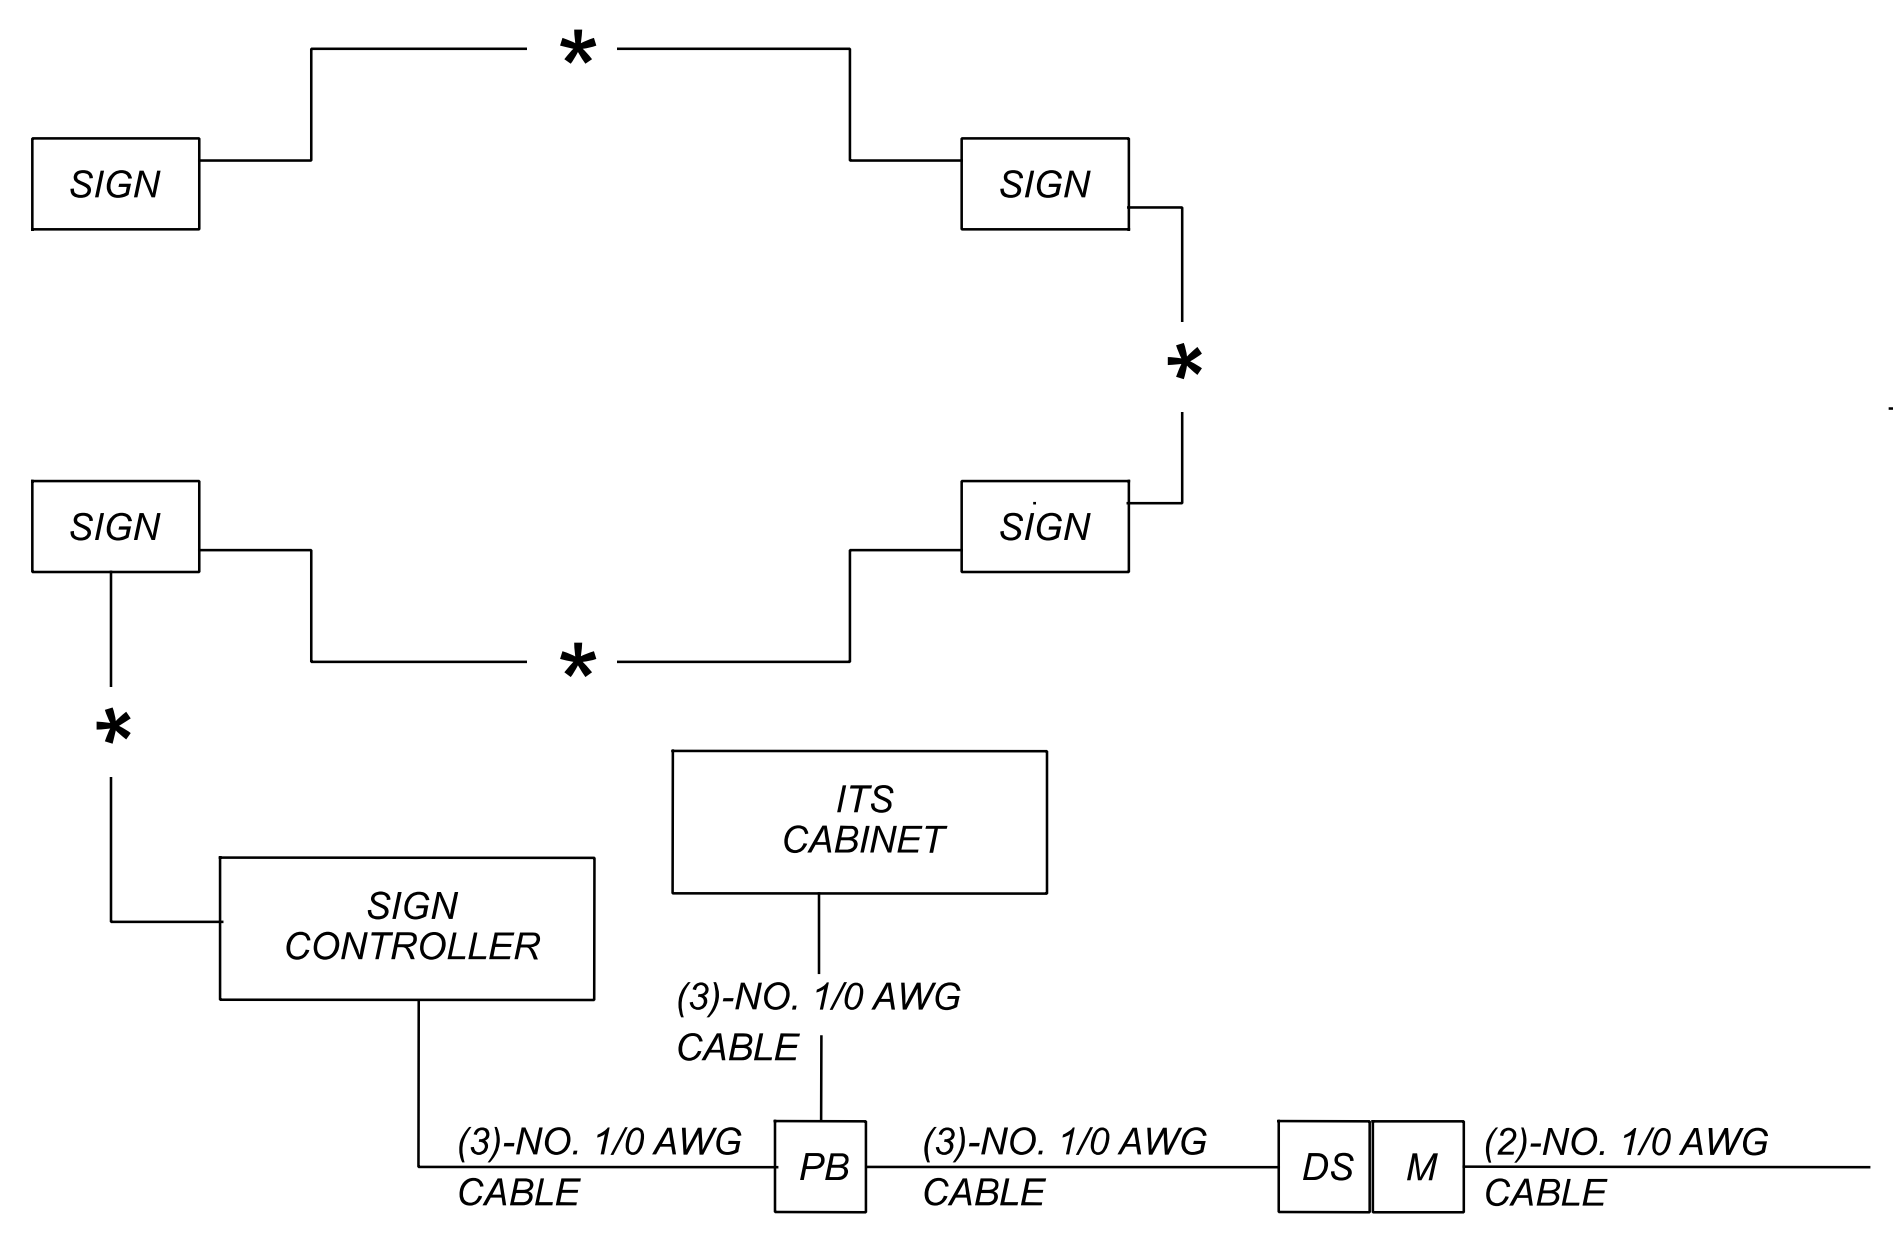 *
SIGN
SIGN
*
SIGN
SIGN
*
*
ITS
CABINET
SIGN
CONTROLLER
(3)-NO. 1/0 AWG
CABLE
(3)-NO. 1/0 AWG
CABLE
PB
(3)-NO. 1/0 AWG
CABLE
DS
M
(2)-NO. 1/0 AWG
CABLE